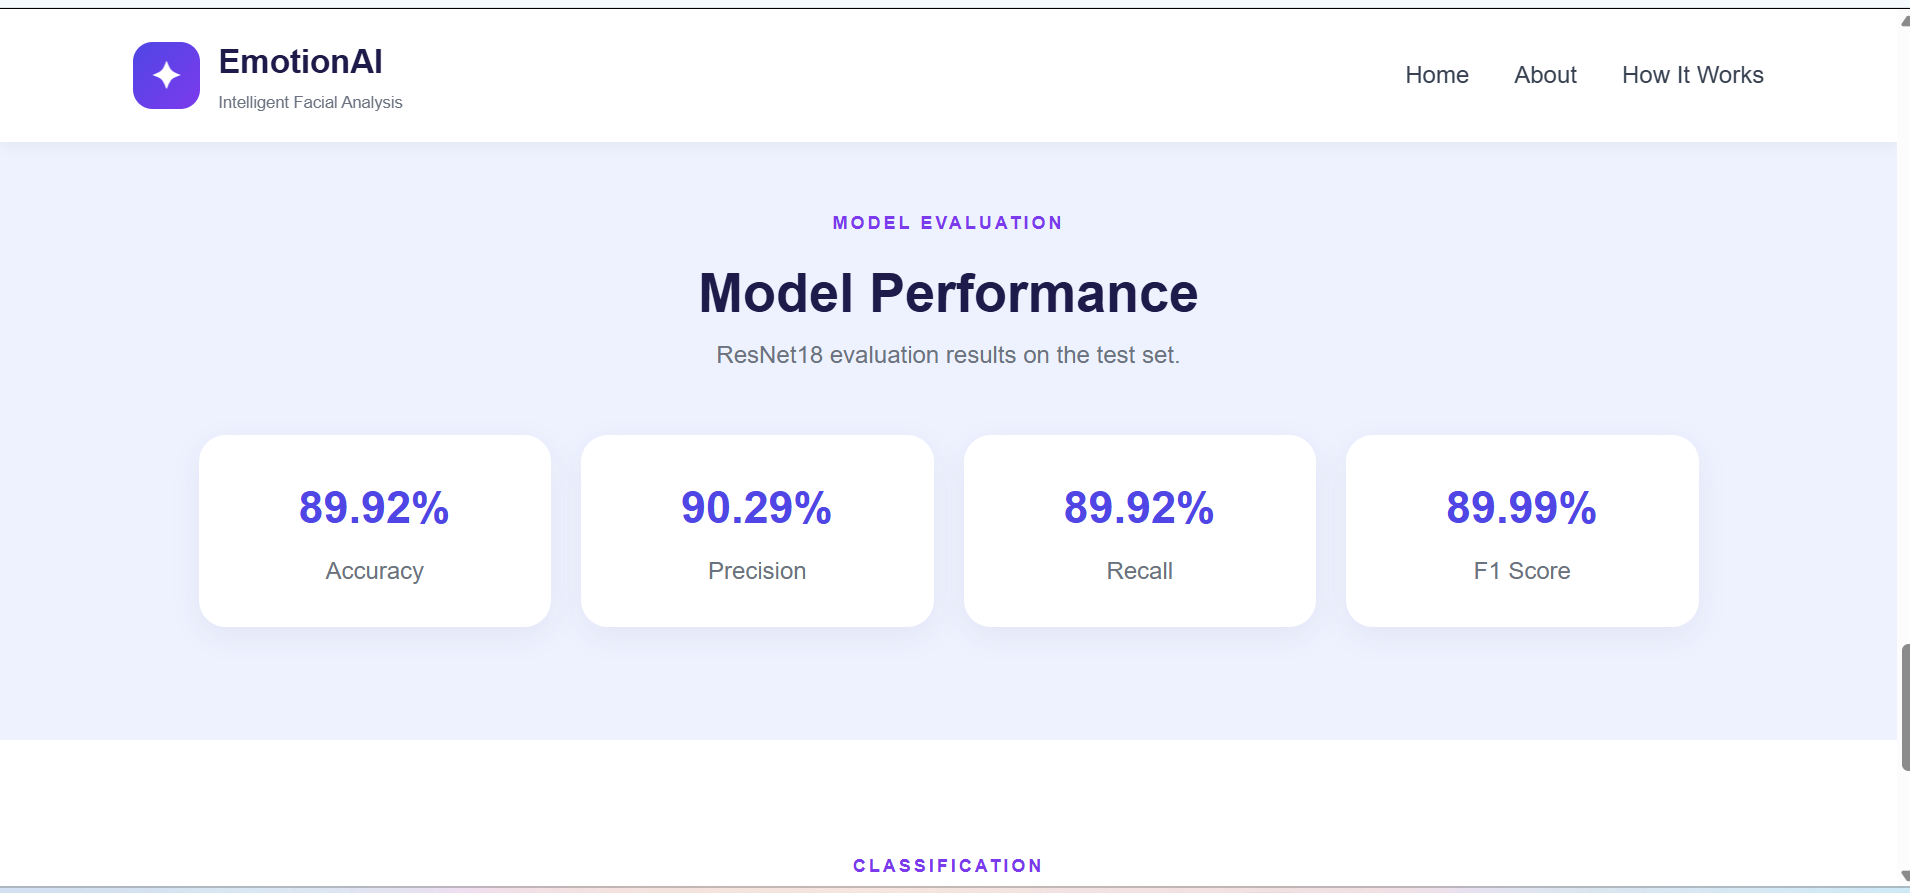 EmotionAI
Intelligent Facial Analysis
Home About How It Works
MODEL EVALUATION
Model Performance
ResNet18 evaluation results on the test set.
89.92% 90.29% 89.92% 89.99%
Accuracy Precision Recall F1 Score
CLASSIFICATION